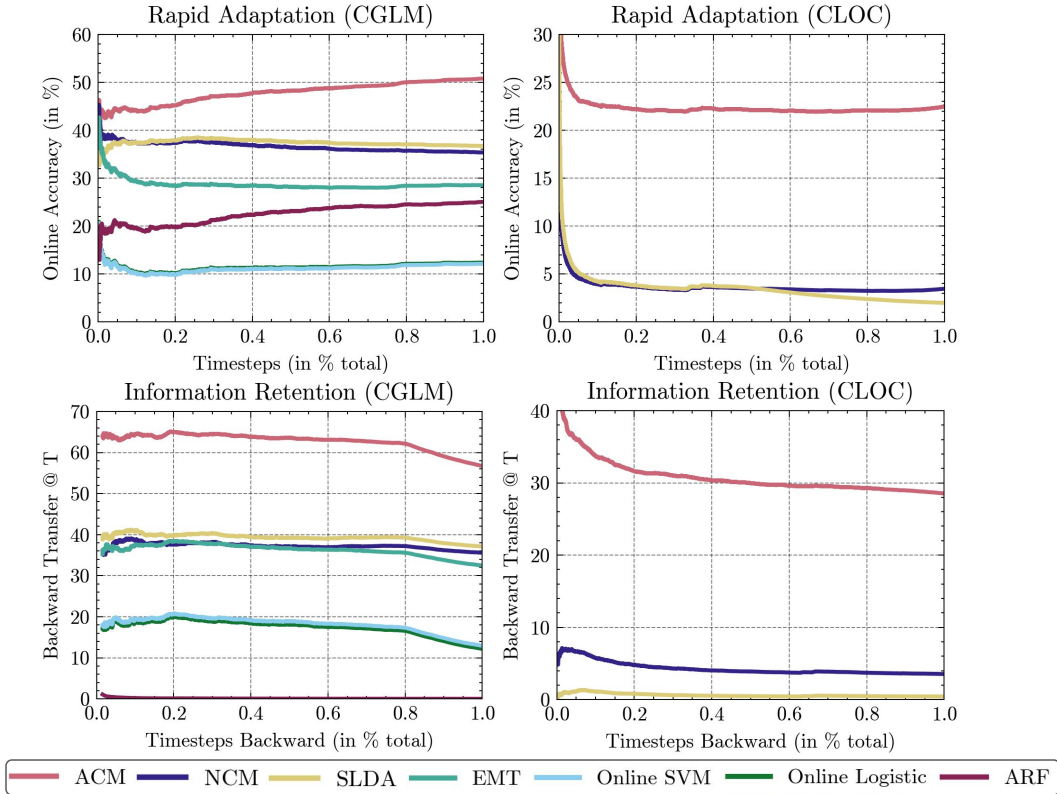 Rapid Adaptation (CGLM)
Online Accuracy (in %)
60
50
40
30
20
10
0
0.0 0.2 0.4 0.6 0.8 1.0
Timesteps (in % total)
Rapid Adaptation (CLOC)
Online Accuracy (in %)
30
25
20
15
10
5
0
0.0 0.2 0.4 0.6 0.8 1.0
Timesteps (in % total)
Information Retention (CGLM)
Backward Transfer @ T
70
60
50
40
30
20
10
0
0.0 0.2 0.4 0.6 0.8 1.0
Timesteps Backward (in % total)
Information Retention (CLOC)
Backward Transfer @ T
40
30
20
10
0
0.0 0.2 0.4 0.6 0.8 1.0
Timesteps Backward (in % total)
ACM NCM SLDA EMT Online SVM Online Logistic ARF